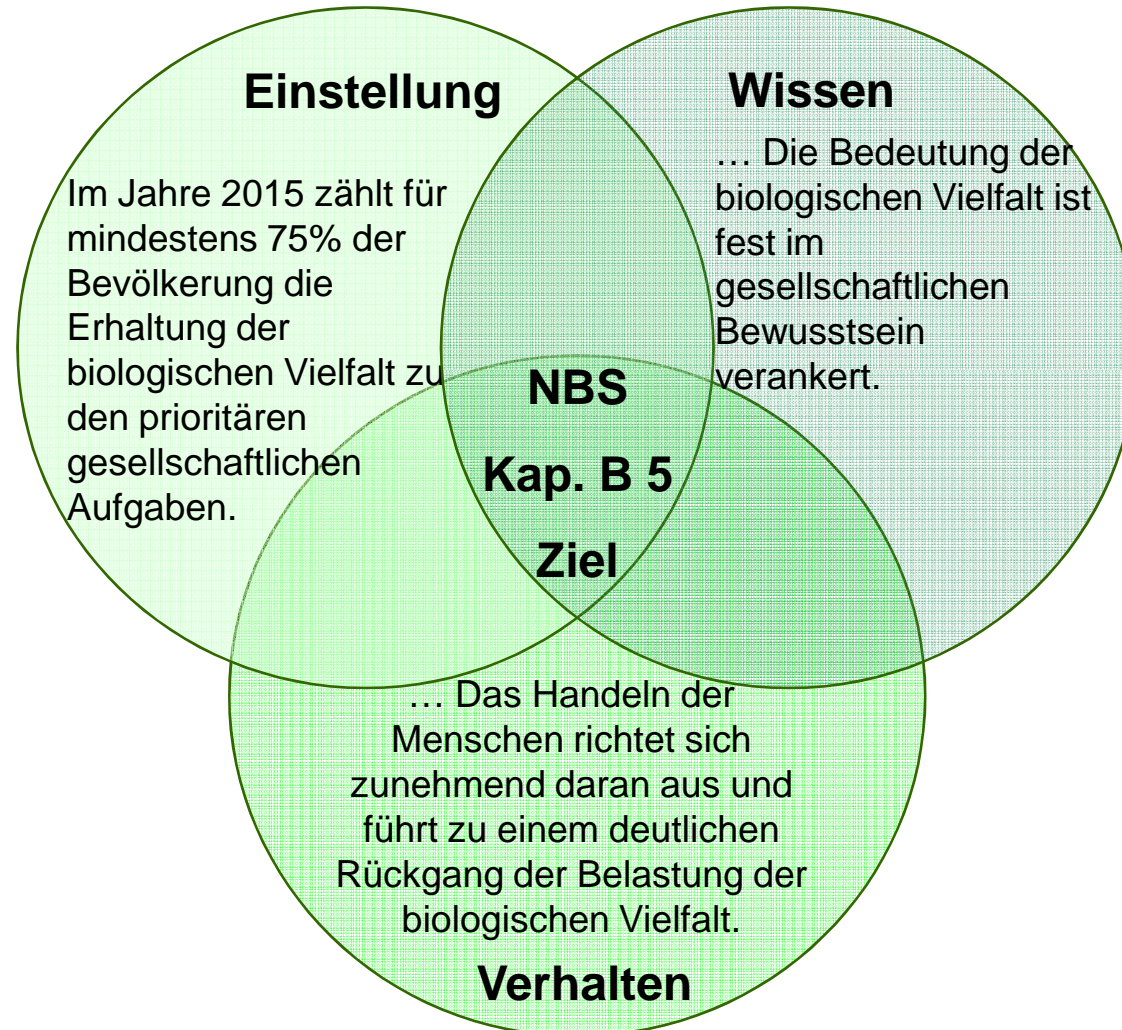 Einstellung
Im Jahre 2015 zählt für
mindestens 75% der
Bevölkerung die
Erhaltung der
biologischen Vielfalt zu
den prioritären
gesellschaftlichen
Aufgaben.
Wissen
… Die Bedeutung der
biologischen Vielfalt ist
fest im
gesellschaftlichen
Bewusstsein
verankert.
NBS
Kap. B 5
Ziel
… Das Handeln der
Menschen richtet sich
zunehmend daran aus und
führt zu einem deutlichen
Rückgang der Belastung der
biologischen Vielfalt.
Verhalten